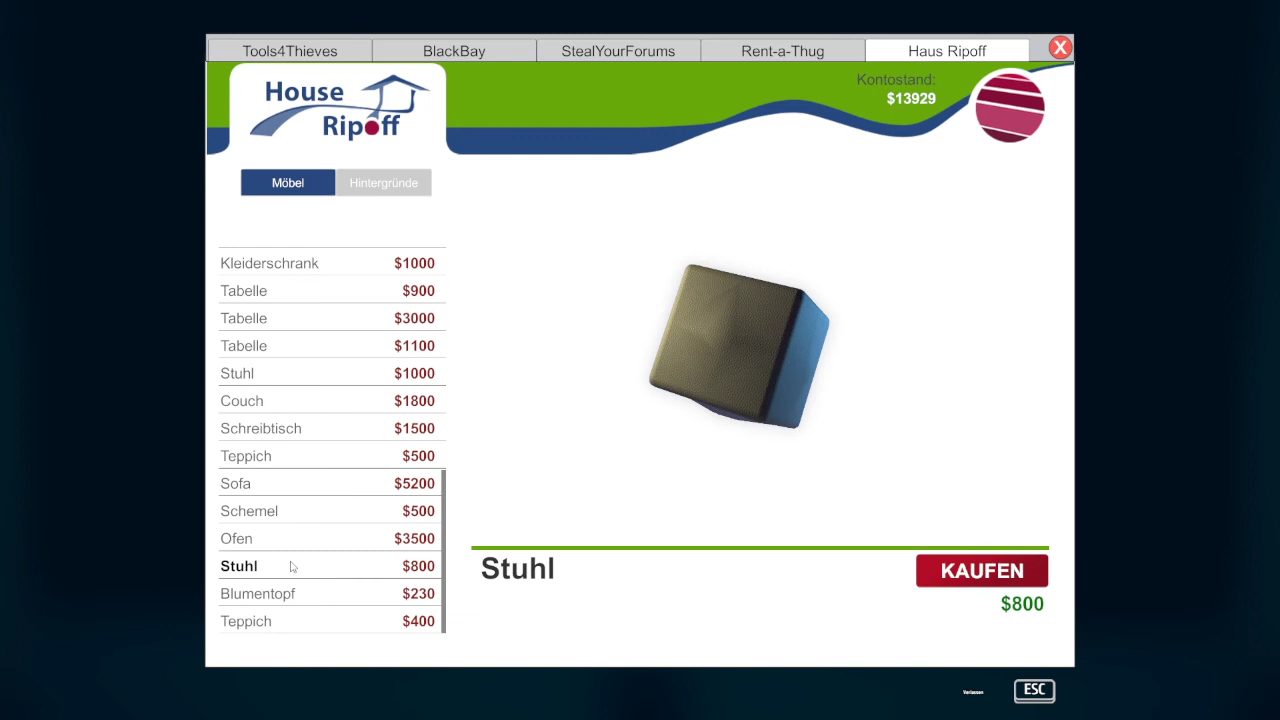 Tools4Thieves BlackBay StealYourForums Rent-a-Thug Haus Ripoff X
House Ripoff
Kontostand:
$13929
Möbel Hintergründe
Kleiderschrank $1000
Tabelle $900
Tabelle $3000
Tabelle $1100
Stuhl $1000
Couch $1800
Schreibtisch $1500
Teppich $500
Sofa $5200
Schemel $500
Ofen $3500
Stuhl $800
Blumentopf $230
Teppich $400
Stuhl
KAUFEN
$800
Verlassen ESC